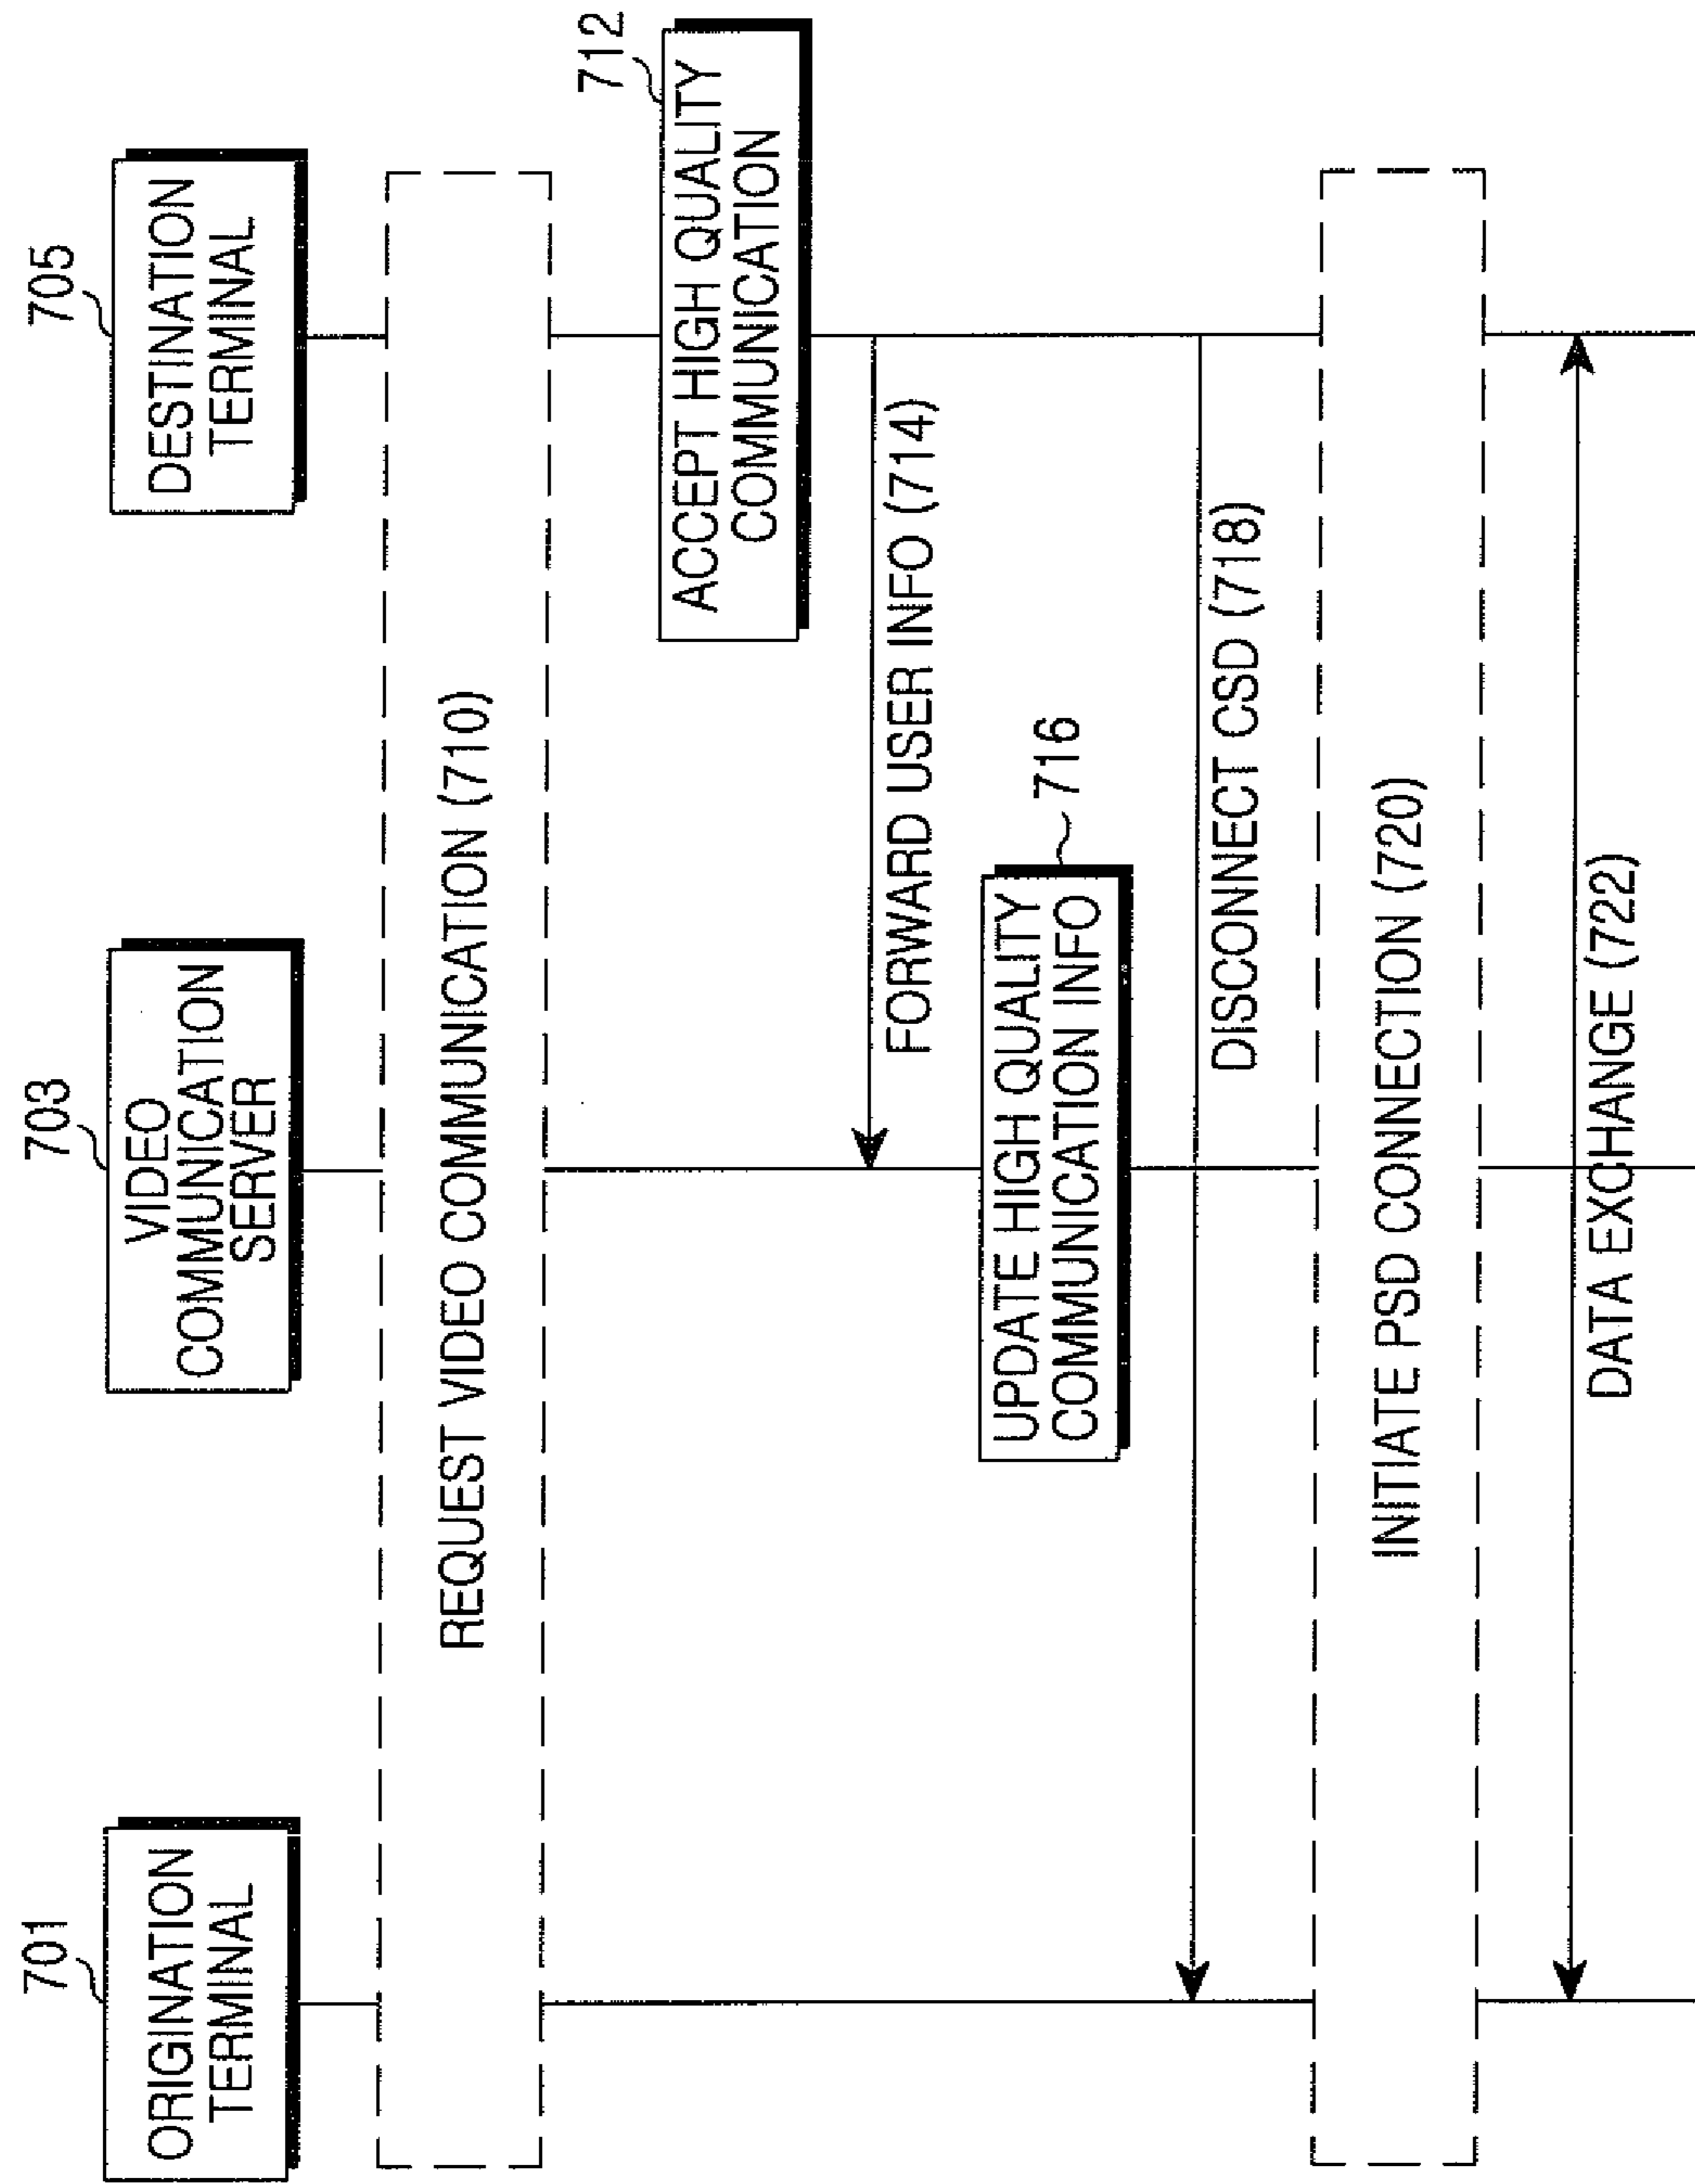 701
ORIGINATION
TERMINAL
703
VIDEO
COMMUNICATION
SERVER
705
DESTINATION
TERMINAL
REQUEST VIDEO COMMUNICATION (710)
712
ACCEPT HIGH QUALITY
COMMUNICATION
FORWARD USER INFO (714)
716
UPDATE HIGH QUALITY
COMMUNICATION INFO
DISCONNECT CSD (718)
INITIATE PSD CONNECTION (720)
DATA EXCHANGE (722)